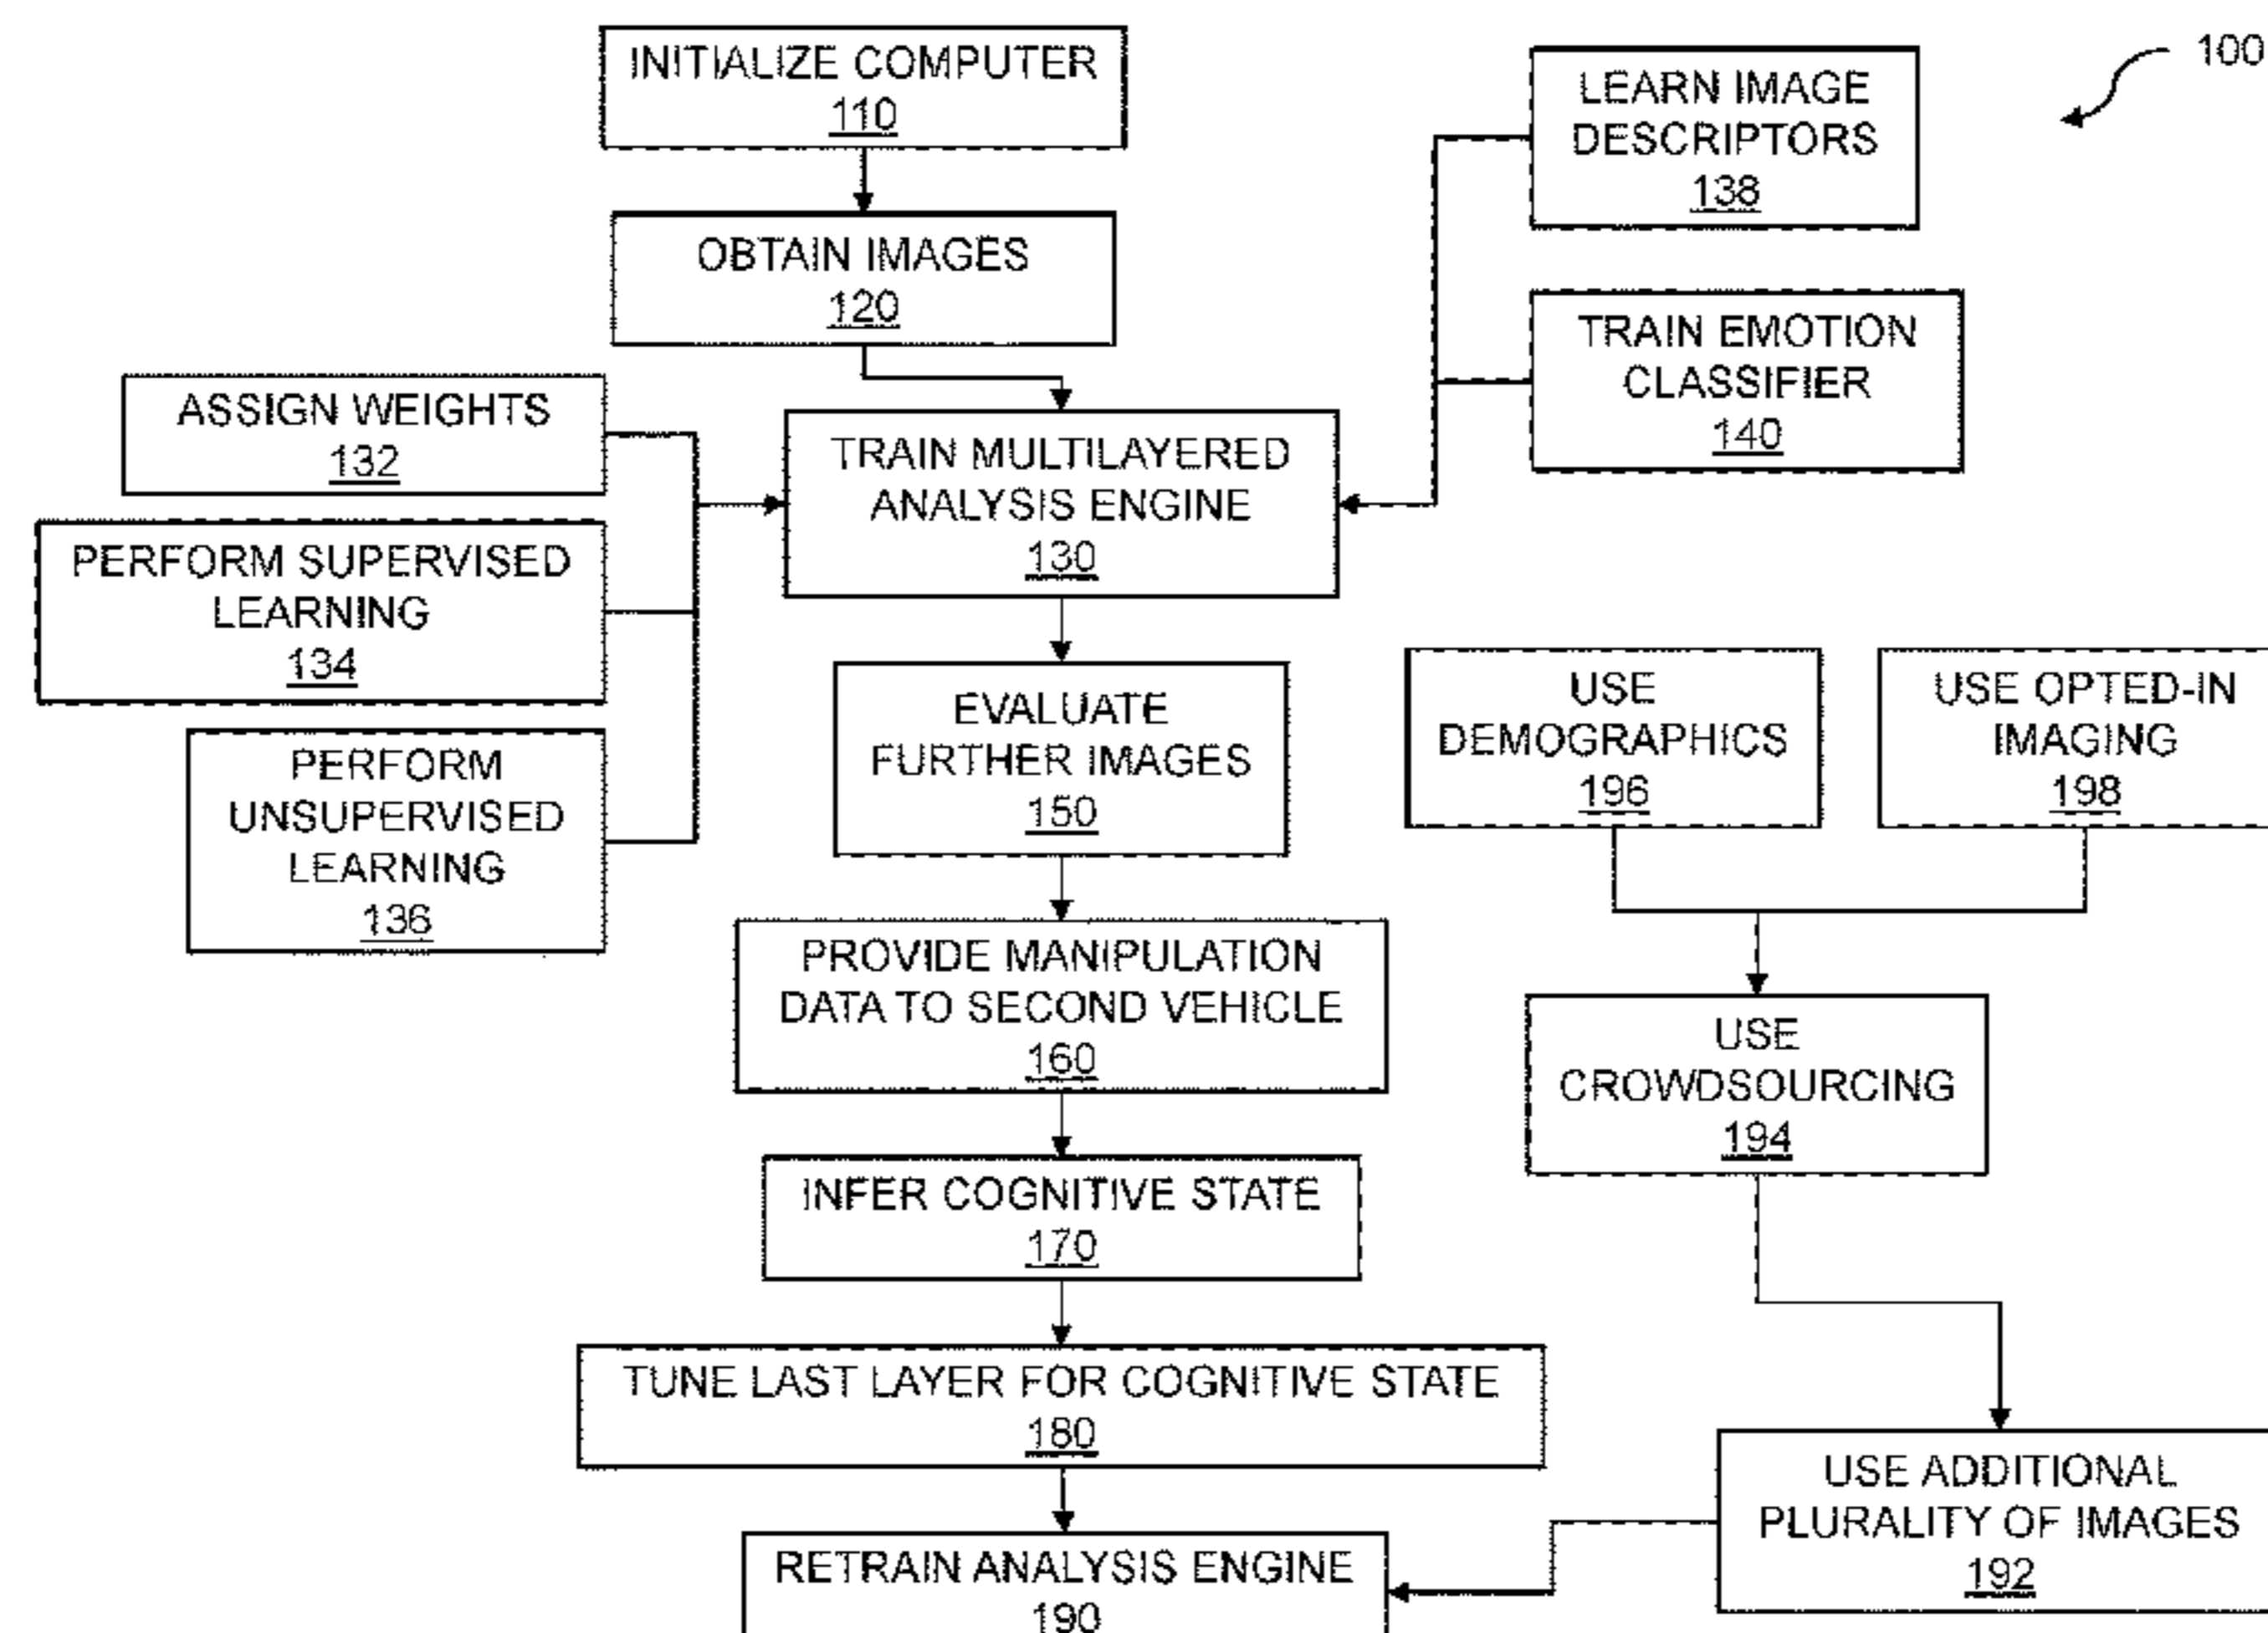 INITIALIZE COMPUTER
110
100
LEARN IMAGE
DESCRIPTORS
138
OBTAIN IMAGES
120
TRAIN EMOTION
CLASSIFIER
140
ASSIGN WEIGHTS
132
TRAIN MULTILAYERED
ANALYSIS ENGINE
130
PERFORM SUPERVISED
LEARNING
134
PERFORM
UNSUPERVISED
LEARNING
136
EVALUATE
FURTHER IMAGES
150
USE
DEMOGRAPHICS
196
USE OPTED-IN
IMAGING
198
PROVIDE MANIPULATION
DATA TO SECOND VEHICLE
160
USE
CROWDSOURCING
194
INFER COGNITIVE STATE
170
TUNE LAST LAYER FOR COGNITIVE STATE
180
USE ADDITIONAL
PLURALITY OF IMAGES
192
RETRAIN ANALYSIS ENGINE
190